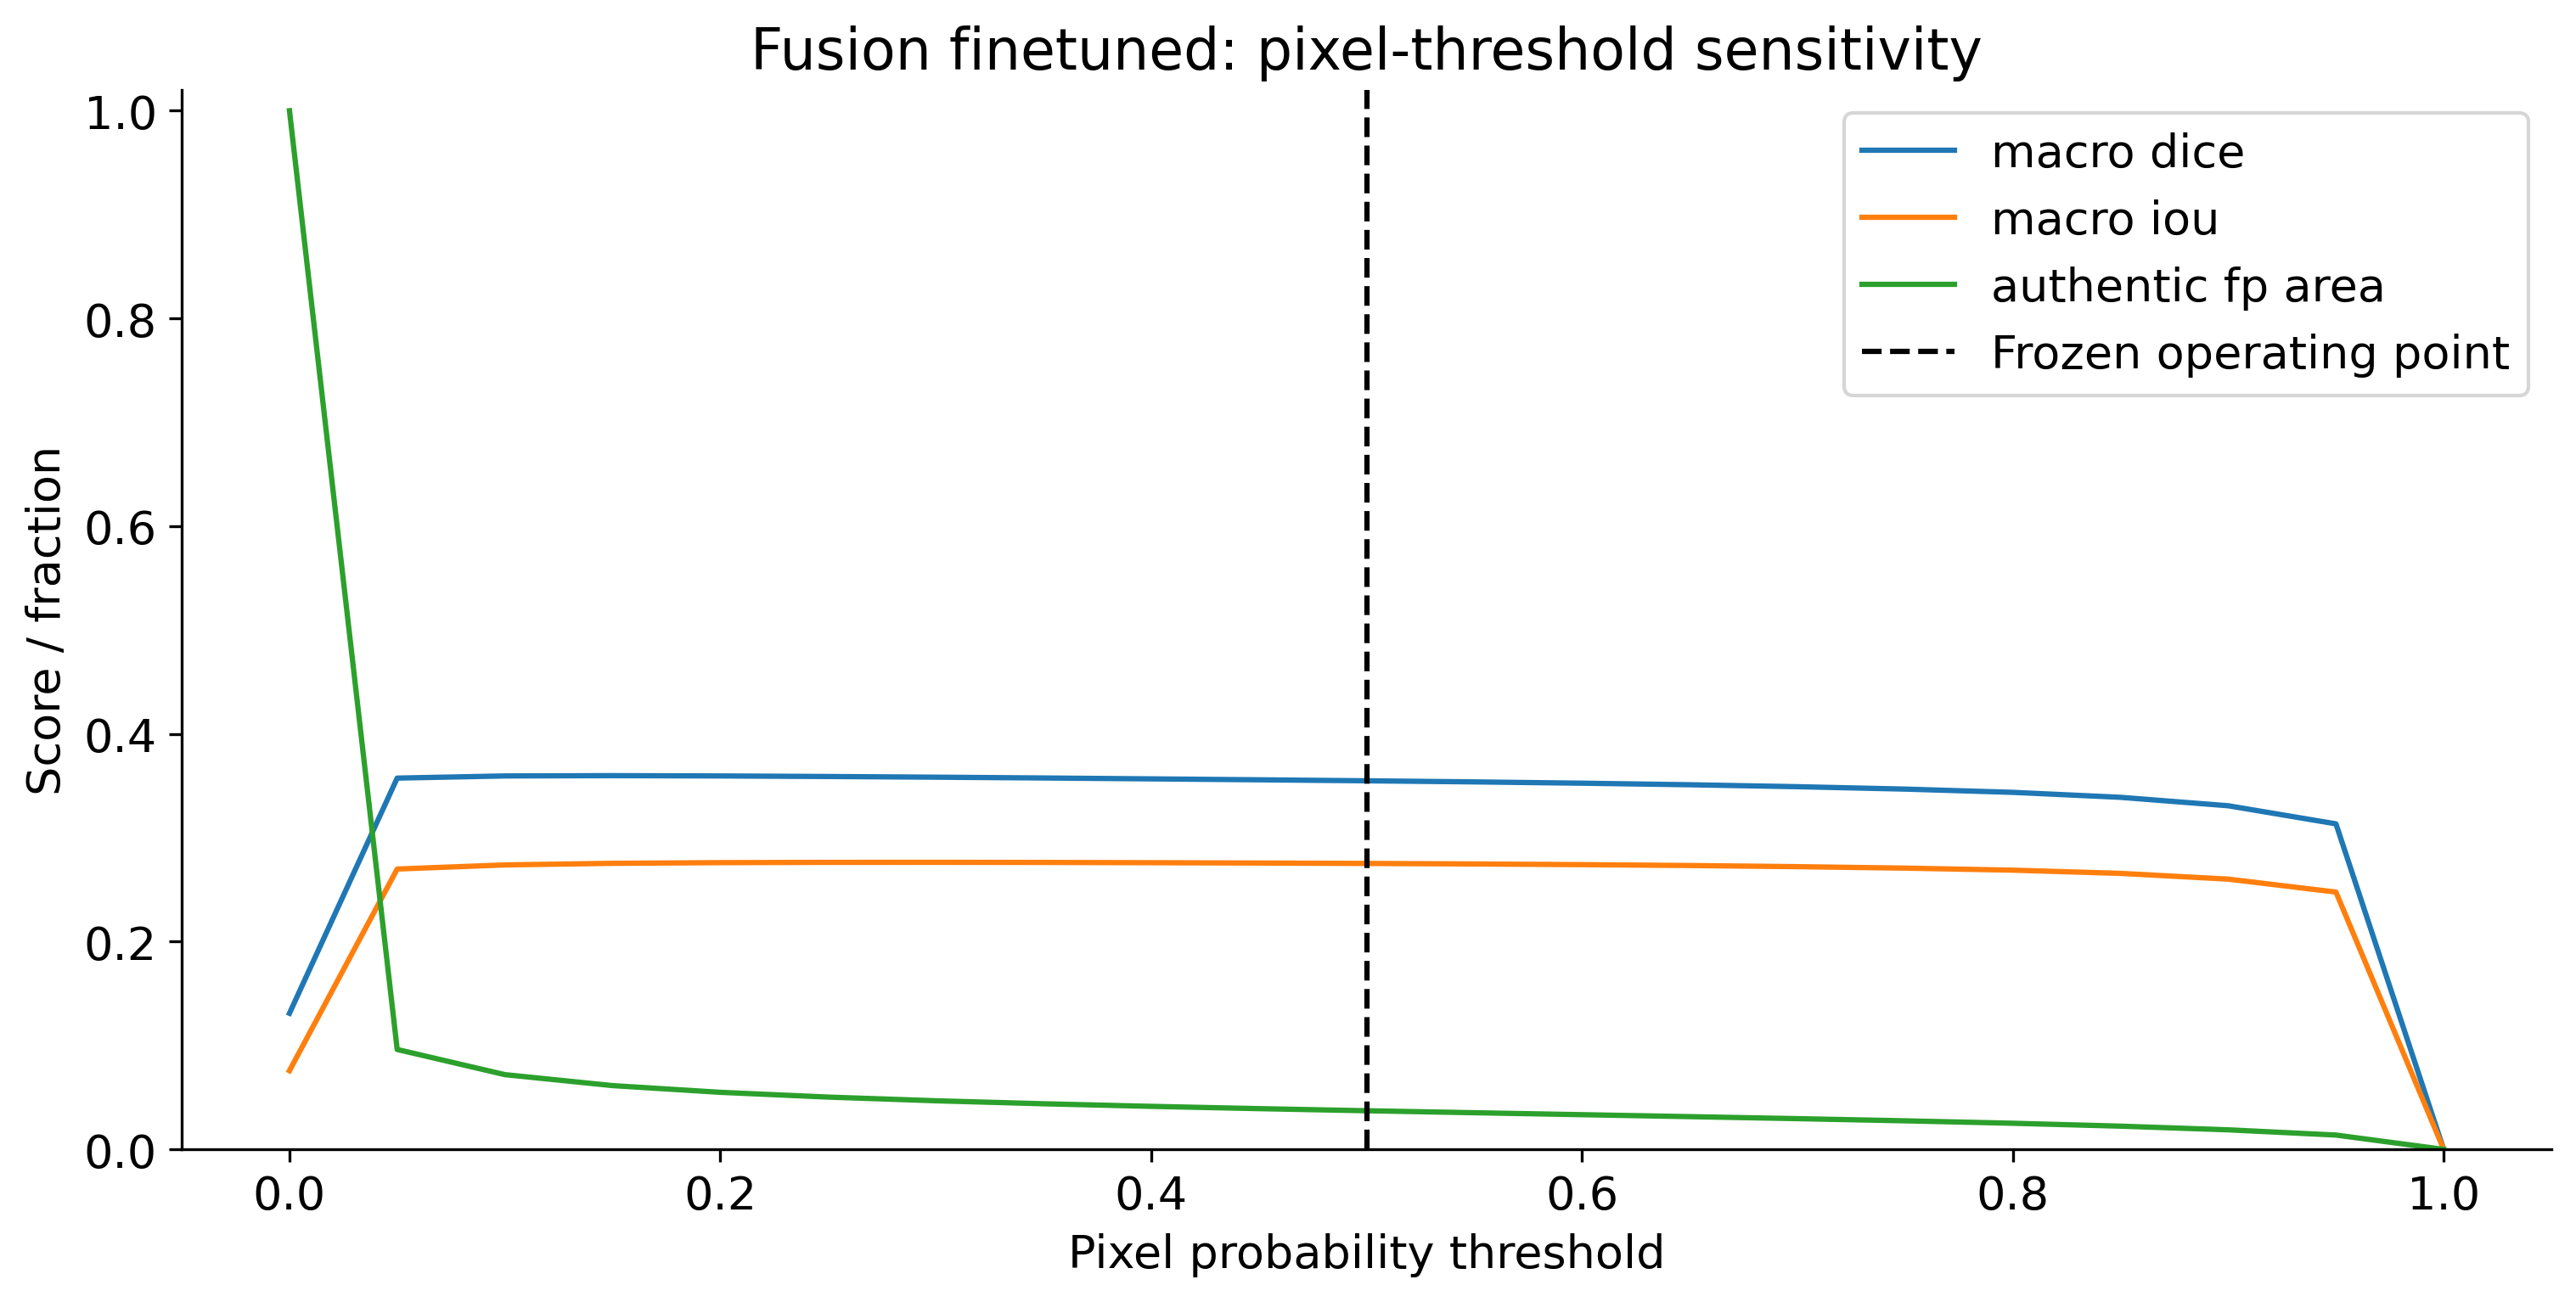 Fusion finetuned: pixel-threshold sensitivity
1.0
0.8
0.6
0.4
0.2
0.0
Score / fraction
macro dice
macro iou
authentic fp area
Frozen operating point
0.0 0.2 0.4 0.6 0.8 1.0
Pixel probability threshold